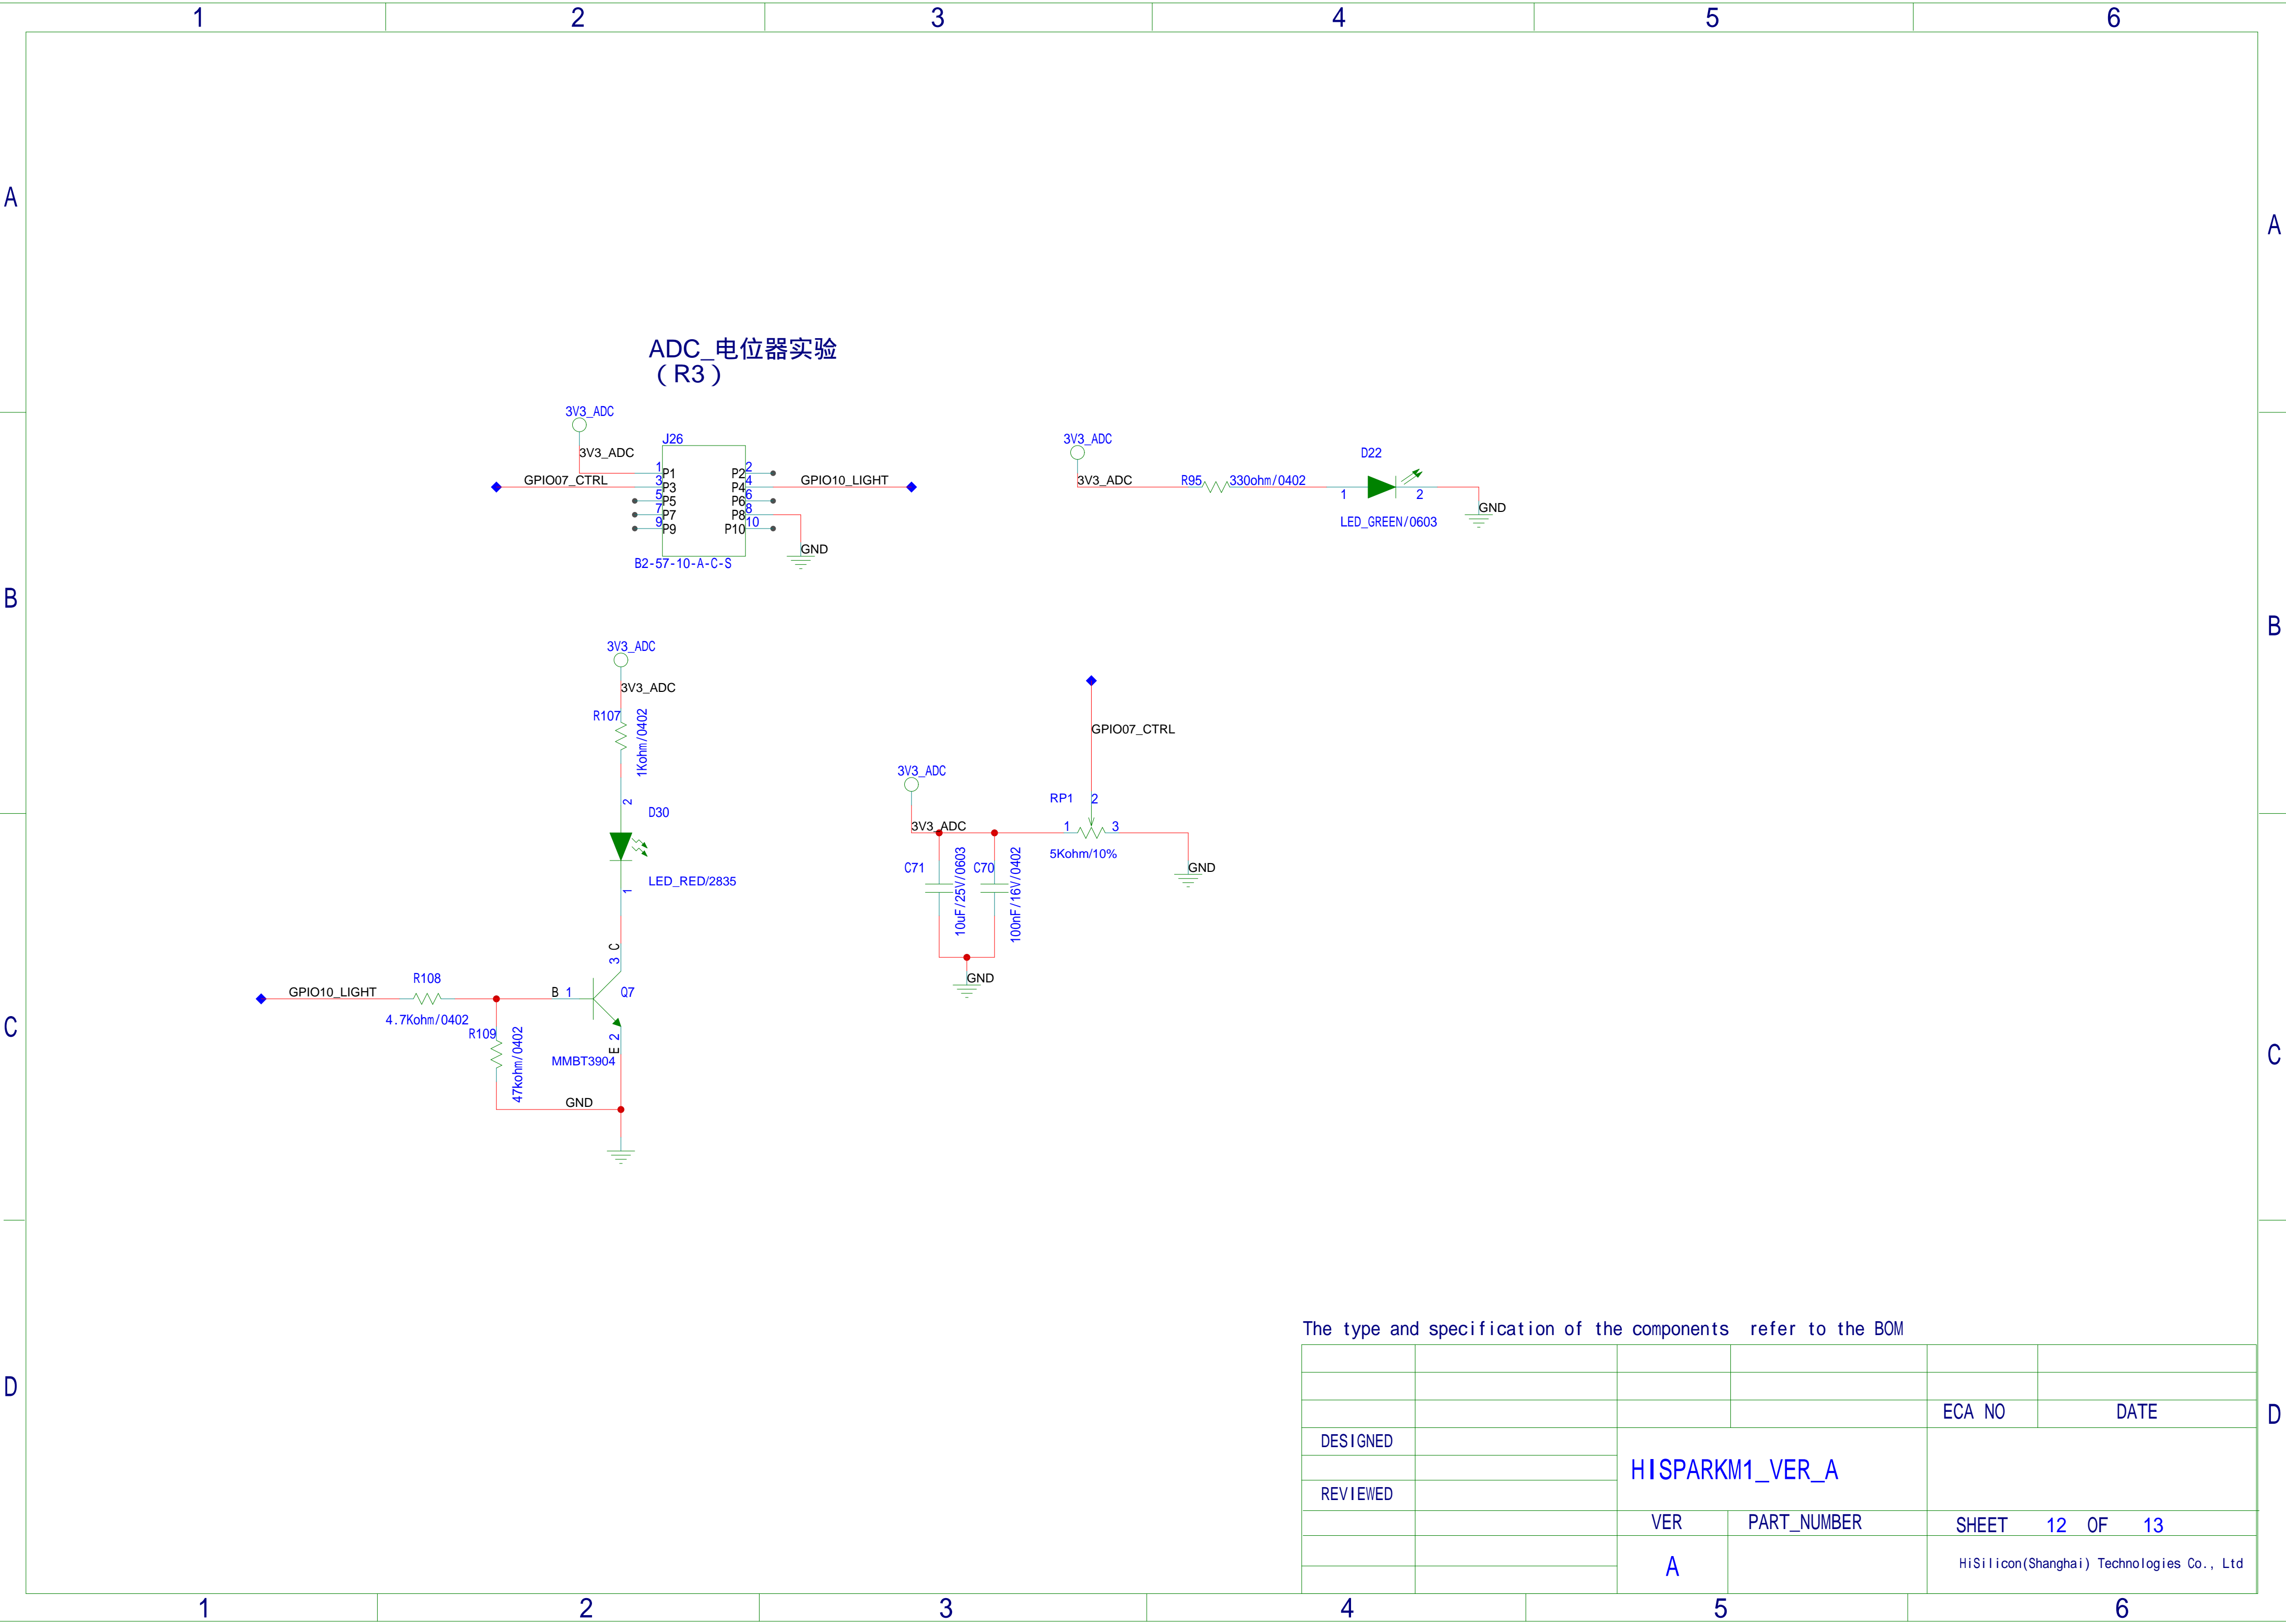 1 2 3 4 5 6
A A
ADC_电位器实验
（R3）
3V3_ADC
J26
3V3_ADC
GPIO07_CTRL
1 P1 P2 2
3 P3 P4 4
5 P5 P6 6
7 P7 P8 8
9 P9 P10 10
GPIO10_LIGHT
GND
B2-57-10-A-C-S
3V3_ADC
3V3_ADC
R95 330ohm/0402
D22
1 2
GND
LED_GREEN/0603
B B
3V3_ADC
3V3_ADC
R107
1Kohm/0402
2
D30
LED_RED/2835
1
C
3
GPIO10_LIGHT
R108
4.7Kohm/0402
B 1
Q7
R109
47kohm/0402
2
E
MMBT3904
GND
GPIO07_CTRL
3V3_ADC
RP1 2
3V3_ADC
1 3
5Kohm/10%
GND
C71
10uF/25V/0603
C70
100nF/16V/0402
GND
C C
The type and specification of the components refer to the BOM
D D
ECA NO DATE
DESIGNED
HISPARKM1_VER_A
REVIEWED
VER PART_NUMBER
SHEET 12 OF 13
A
HiSilicon(Shanghai) Technologies Co., Ltd
1 2 3 4 5 6